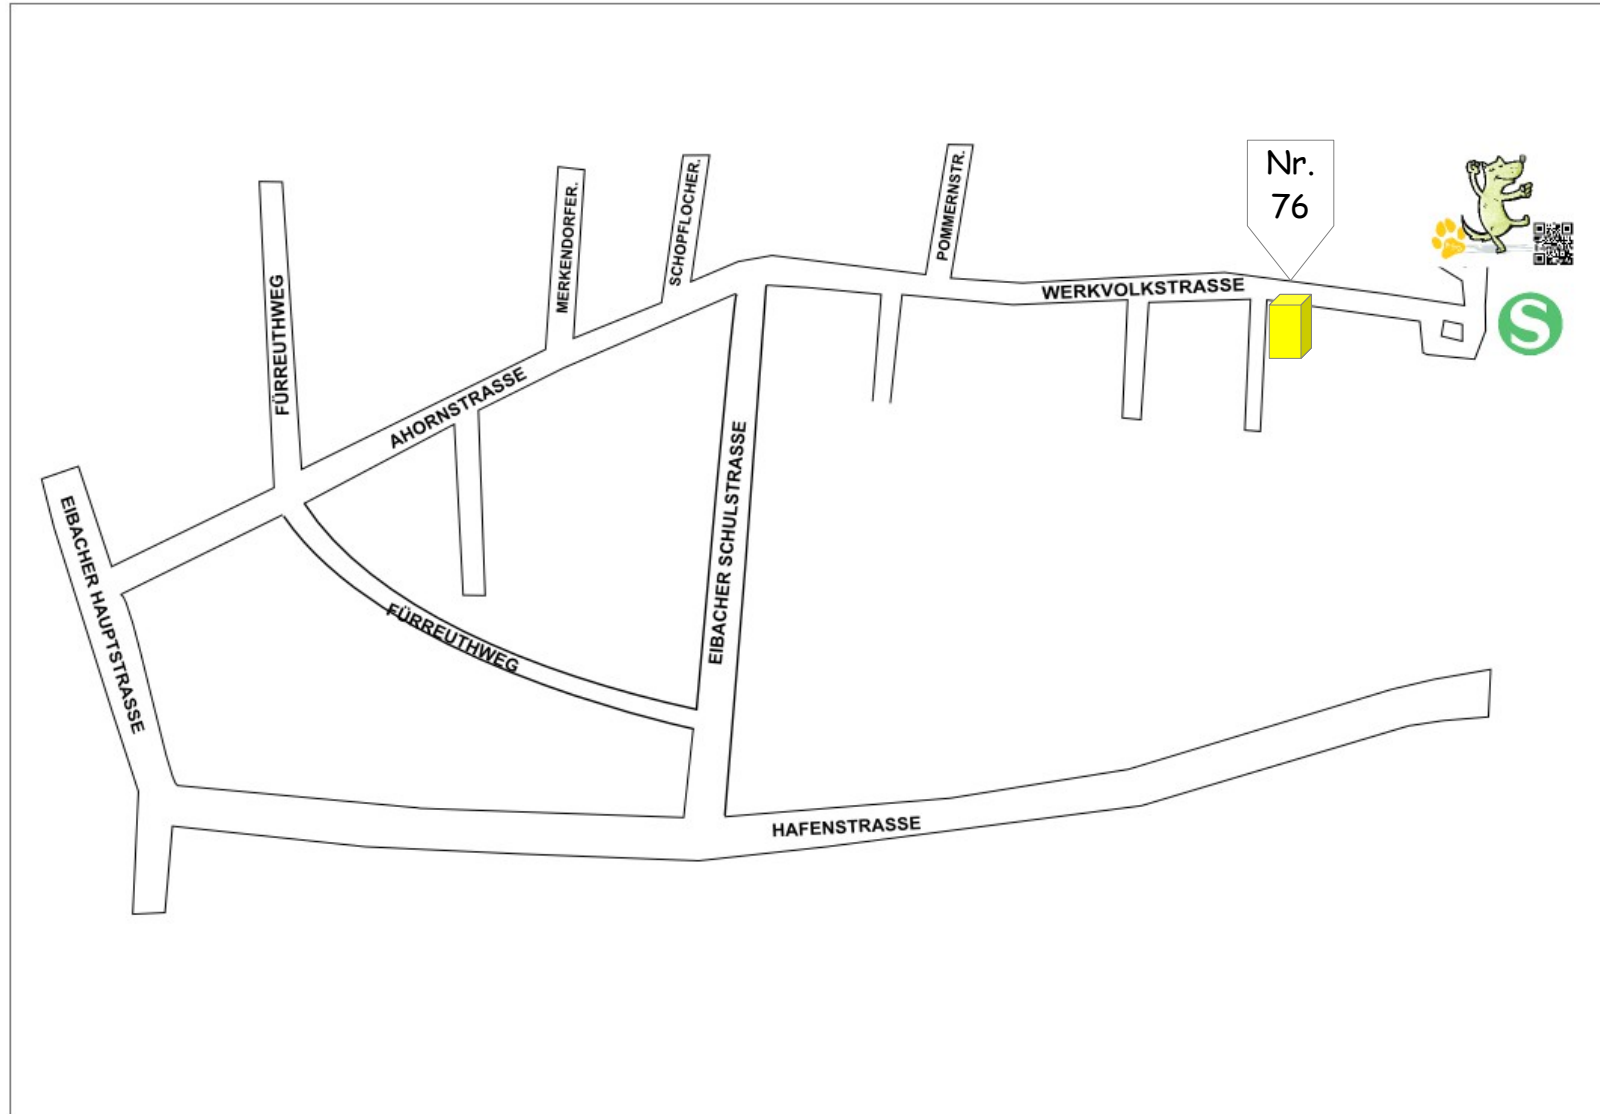 Nr.
76
POMMERNSTR.
SCHOPFLOCHER.
MERKENDORFER.
FÜRREUTHWEG
WERKVOLKSTRASSE
S
AHORNSTRASSE
EIBACHER SCHULSTRASSE
EIBACHER HAUPTSTRASSE
FÜRREUTHWEG
HAFENSTRASSE